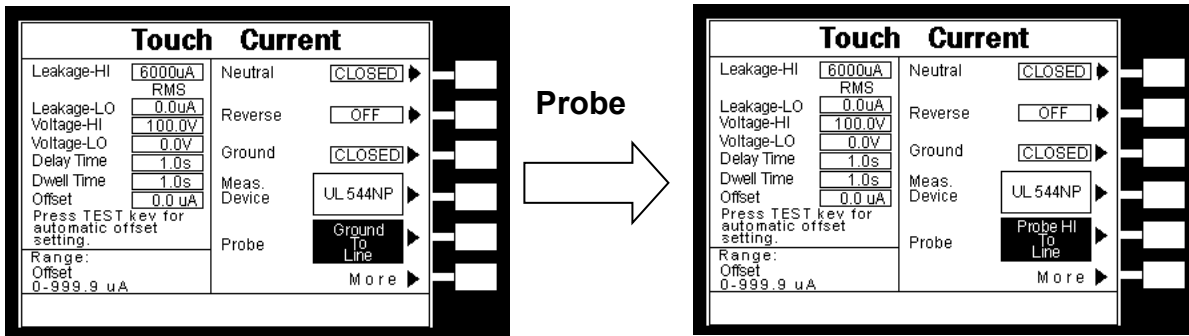 Touch Current
Leakage-HI 6000uA
RMS
Leakage-LO 0.0uA
Voltage-HI 100.0V
Voltage-LO 0.0V
Delay Time 1.0s
Dwell Time 1.0s
Offset 0.0 uA
Press TEST key for
automatic offset
setting.
Range:
Offset
0-999.9 uA
Neutral CLOSED
Reverse OFF
Ground CLOSED
Meas.
Device UL544NP
Probe Ground
To
Line
More
Probe
Touch Current
Leakage-HI 6000uA
RMS
Leakage-LO 0.0uA
Voltage-HI 100.0V
Voltage-LO 0.0V
Delay Time 1.0s
Dwell Time 1.0s
Offset 0.0 uA
Press TEST key for
automatic offset
setting.
Range:
Offset
0-999.9 uA
Neutral CLOSED
Reverse OFF
Ground CLOSED
Meas.
Device UL544NP
Probe Probe HI
To
Line
More